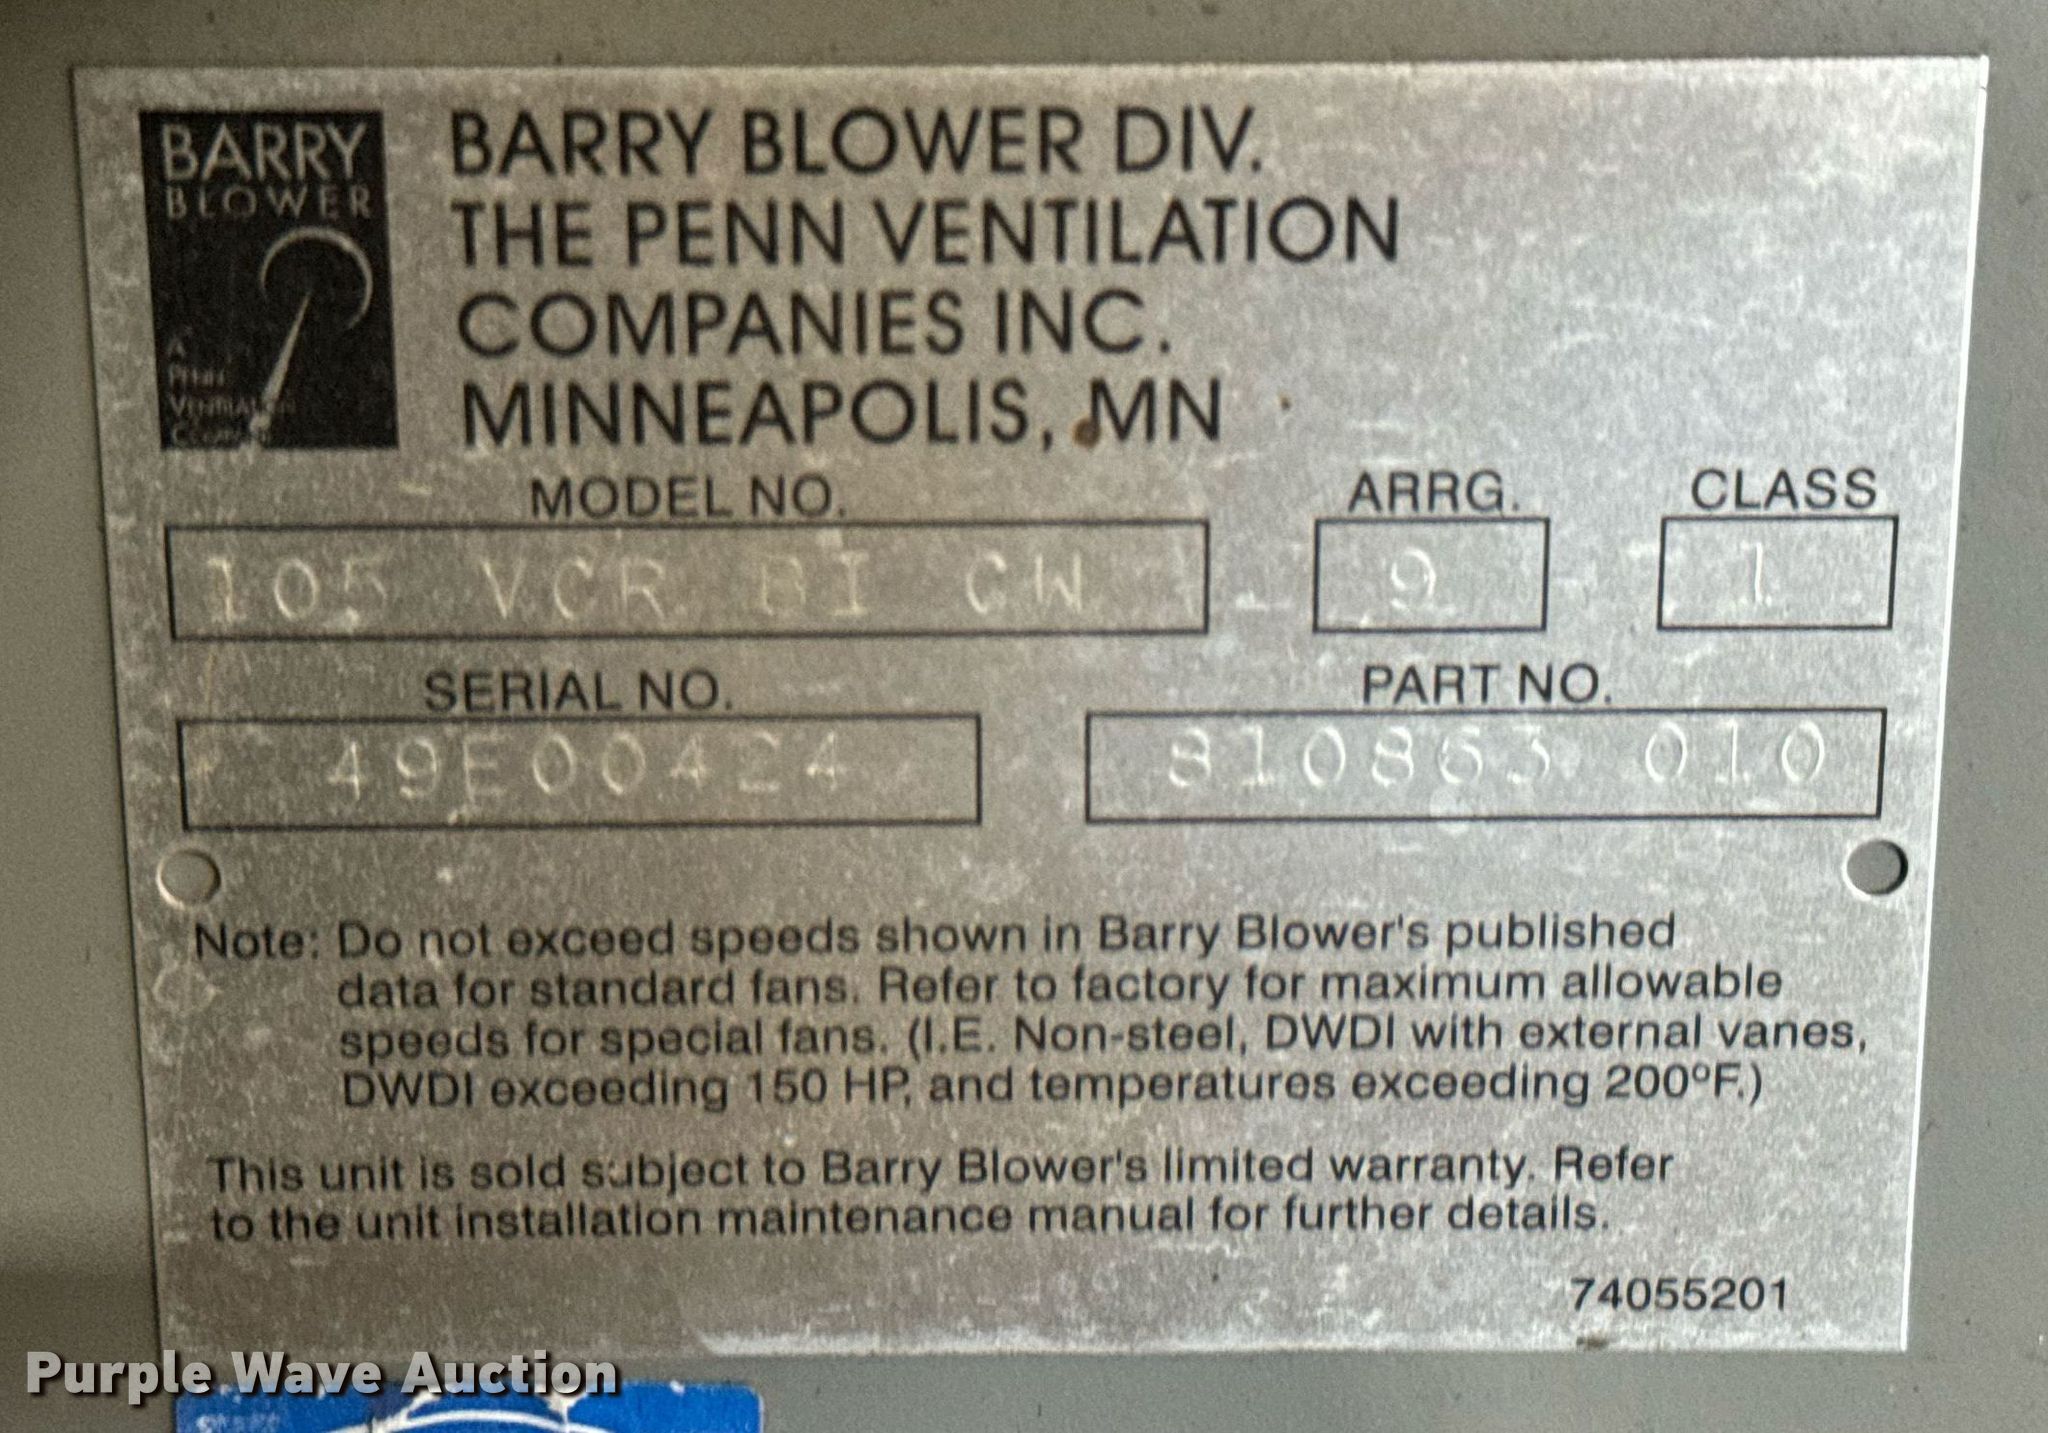 BARRY
BLOWER
A
PENN
VENTILATION
BARRY BLOWER DIV.
THE PENN VENTILATION
COMPANIES INC.
MINNEAPOLIS, MN
MODEL NO.
ARRG.
CLASS
105 VCR BI CW
9
1
SERIAL NO.
PART NO.
49E00424
810863 010
Note: Do not exceed speeds shown in Barry Blower's published
data for standard fans. Refer to factory for maximum allowable
speeds for special fans. (I.E. Non-steel, DWDI with external vanes,
DWDI exceeding 150 HP, and temperatures exceeding 200ºF.)
This unit is sold subject to Barry Blower's limited warranty. Refer
to the unit installation maintenance manual for further details.
74055201
Purple Wave Auction